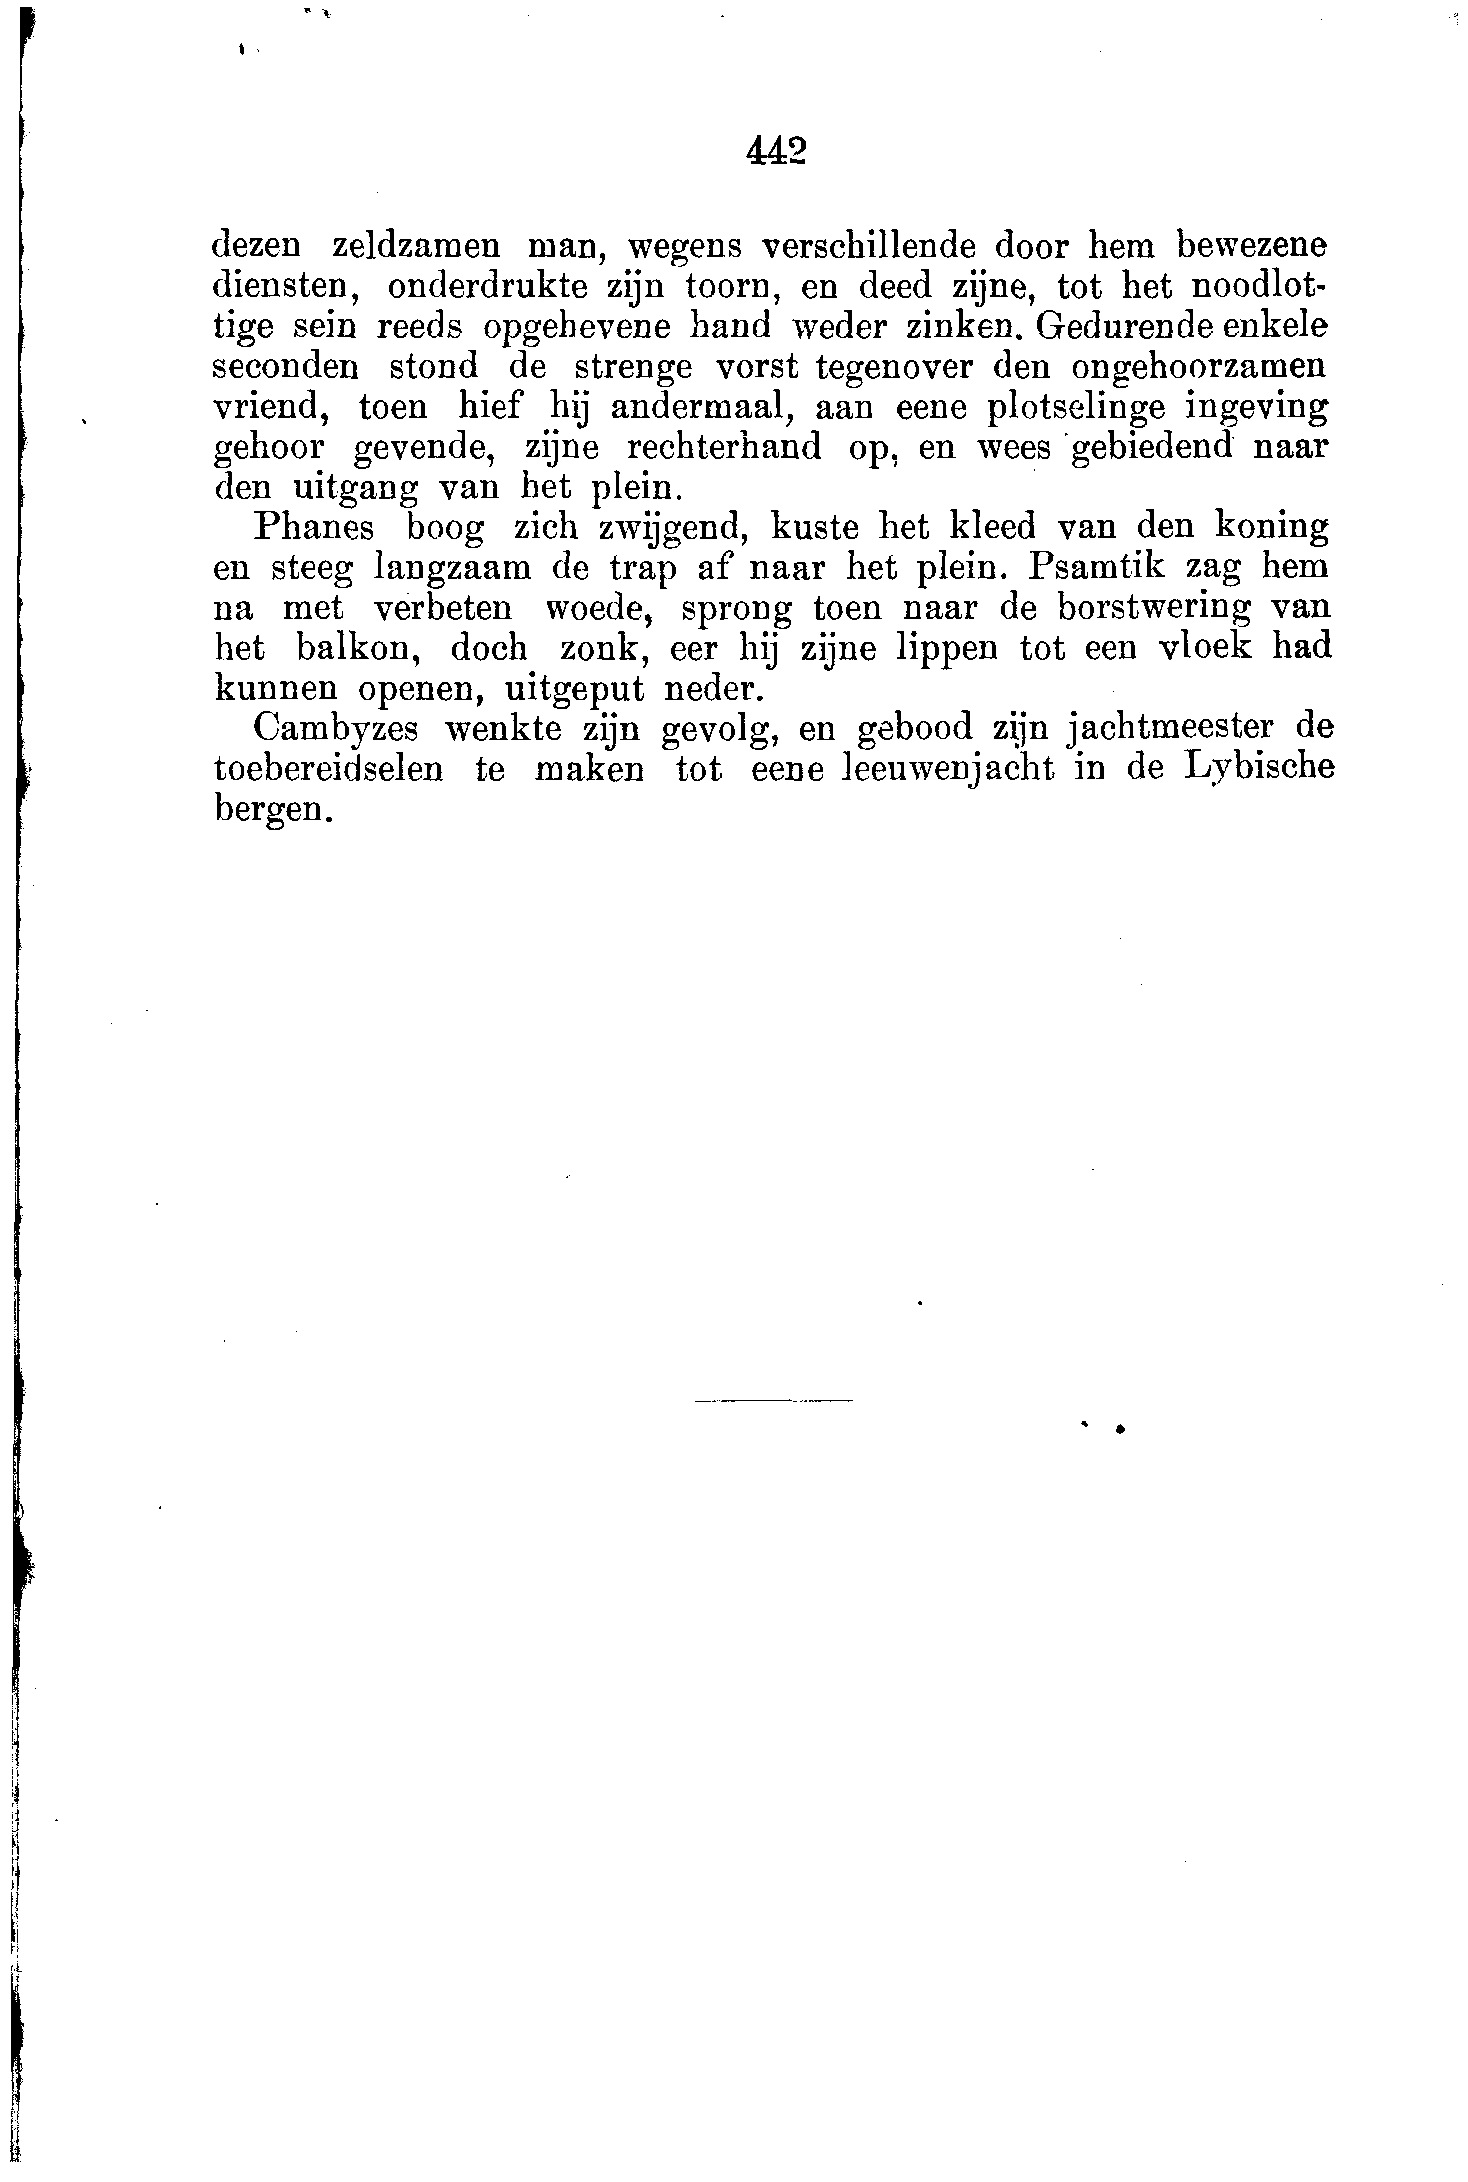 442
dezen zeldzamen man, wegens verschillende door hem bewezene
diensten, onderdrukte zijn toorn, en deed zijne, tot het noodlot-
tige sein reeds opgehevene hand weder zinken. Gedurende enkele
seconden stond de strenge vorst tegenover den ongehoorzamen
vriend, toen hief hij andermaal, aan eene plotselinge ingeving
gehoor gevende, zijne rechterhand op, en wees gebiedend naar
den uitgang van het plein.
Phanes boog zich zwijgend, kuste het kleed van den koning
en steeg langzaam de trap af naar het plein. Psamtik zag hem
na met verbeten woede, sprong toen naar de borstwering van
het balkon, doch zonk, eer hij zijne lippen tot een vloek had
kunnen openen, uitgeput neder.
Cambyzes wenkte zijn gevolg, en gebood zijn jachtmeester de
toebereidselen te maken tot eene leeuwenjacht in de Lybische
bergen.